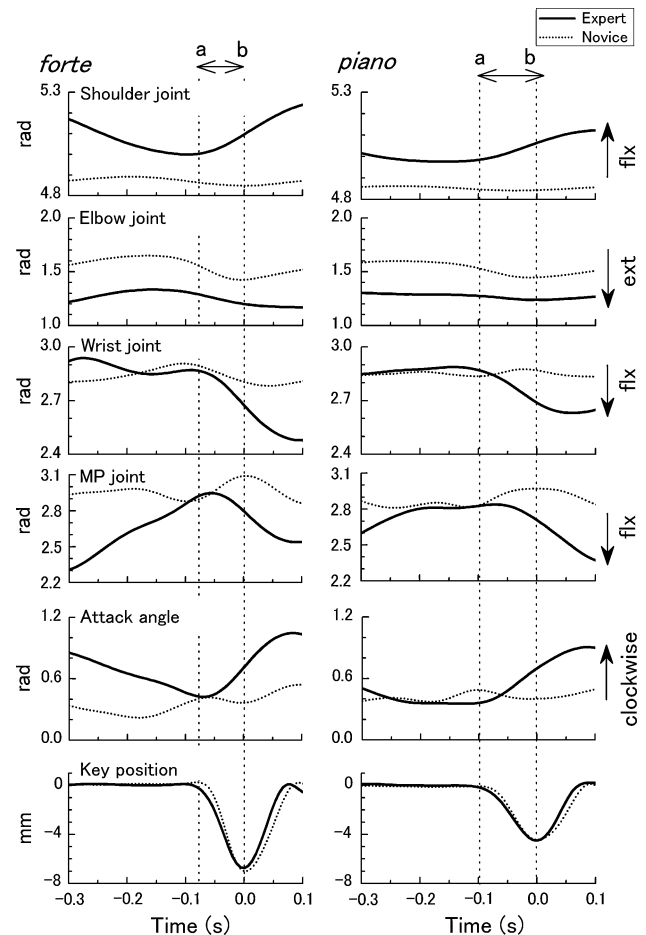 Expert
Novice
forte
a b
piano
a b
Shoulder joint
5.3
4.8
rad
5.3
4.8
flx
Elbow joint
2.0
1.5
1.0
rad
2.0
1.5
1.0
ext
Wrist joint
3.0
2.7
2.4
rad
3.0
2.7
2.4
flx
MP joint
3.1
2.8
2.5
2.2
rad
3.1
2.8
2.5
2.2
flx
Attack angle
1.2
0.6
0.0
rad
1.2
0.6
0.0
clockwise
Key position
0
−4
−8
mm
0
−4
−8
−0.3 −0.2 −0.1 0.0 0.1
−0.3 −0.2 −0.1 0.0 0.1
Time (s)
Time (s)